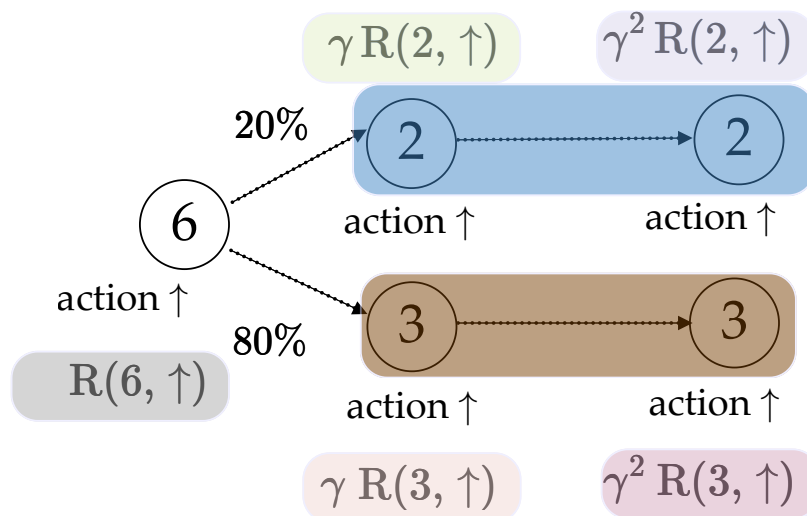 γ R(2, ↑) γ² R(2, ↑)
20%
2 2
6
action ↑ action ↑
action ↑
3 3
80%
R(6, ↑)
action ↑ action ↑
γ R(3, ↑) γ² R(3, ↑)